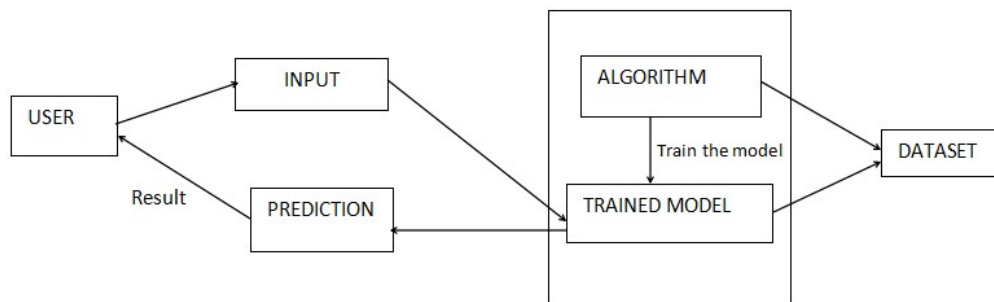 USER
INPUT
Result
PREDICTION
ALGORITHM
Train the model
TRAINED MODEL
DATASET